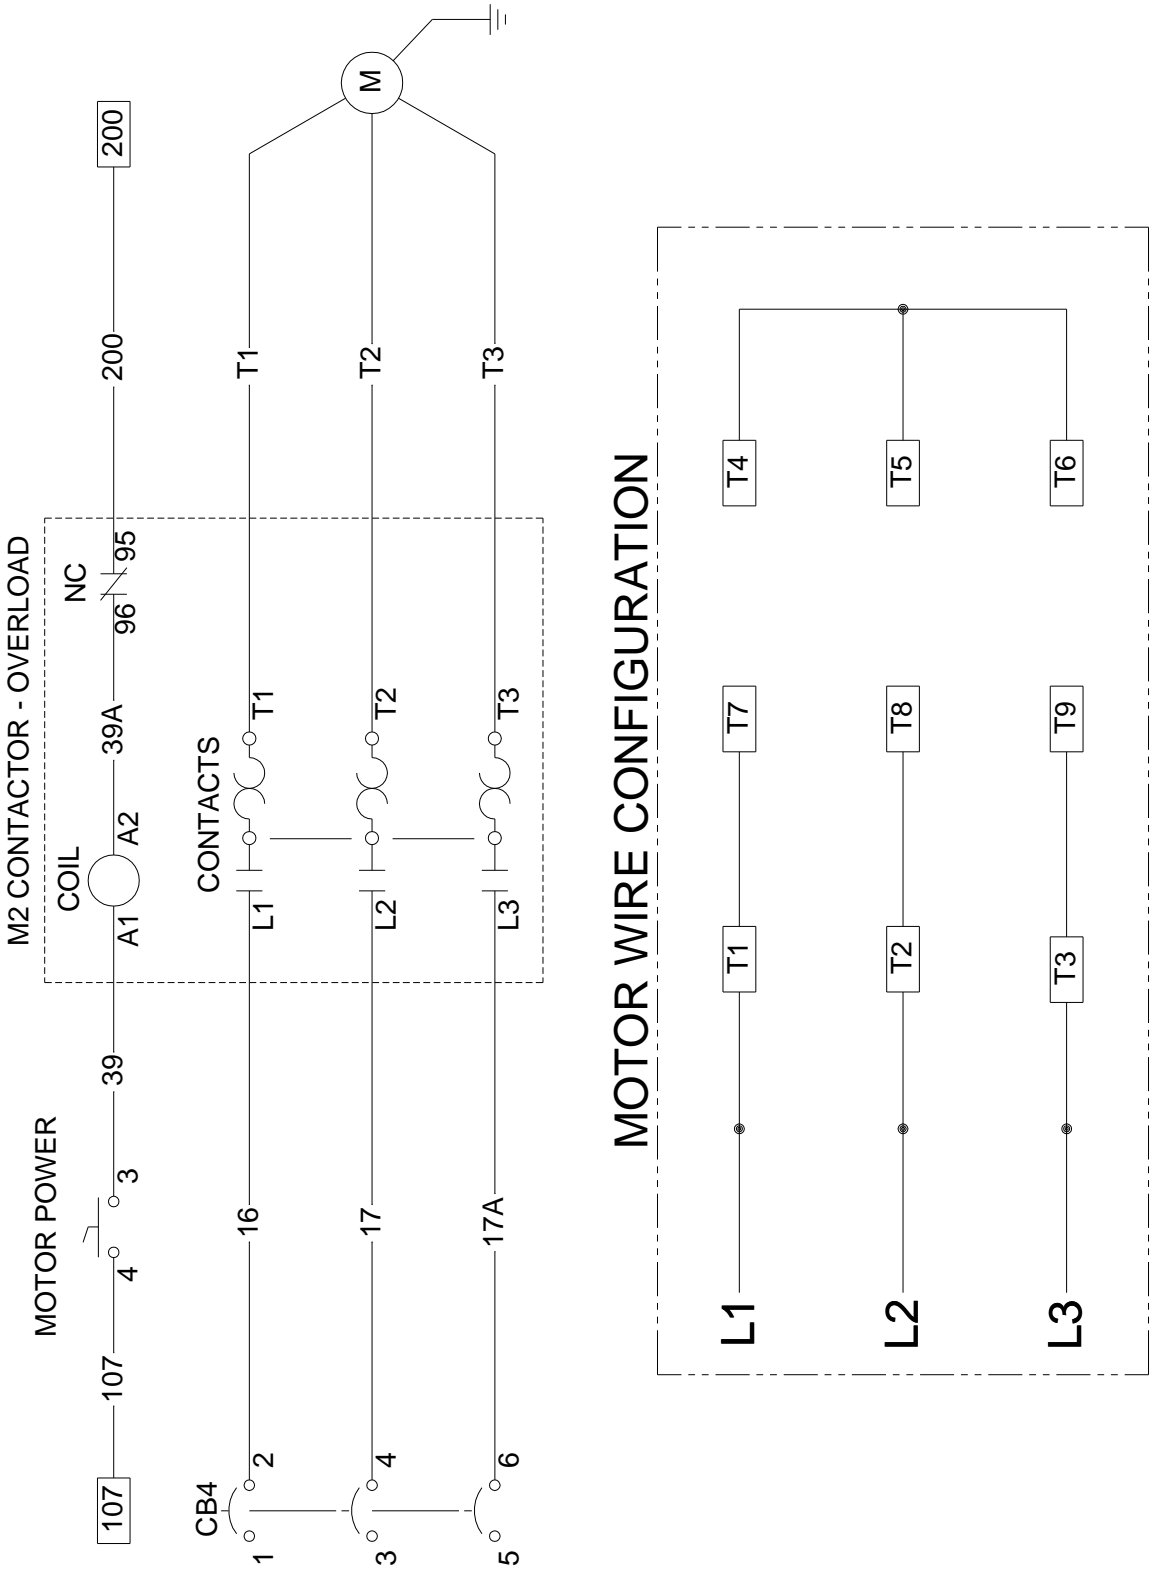 M2 CONTACTOR - OVERLOAD
MOTOR POWER
COIL
NC
107
107
4
3
39
A1
A2
39A
96
95
200
200
CB4
CONTACTS
1
2
16
L1
T1
T1
3
4
17
L2
T2
T2
M
5
6
17A
L3
T3
T3
MOTOR WIRE CONFIGURATION
L1
T1
T7
T4
L2
T2
T8
T5
L3
T3
T9
T6